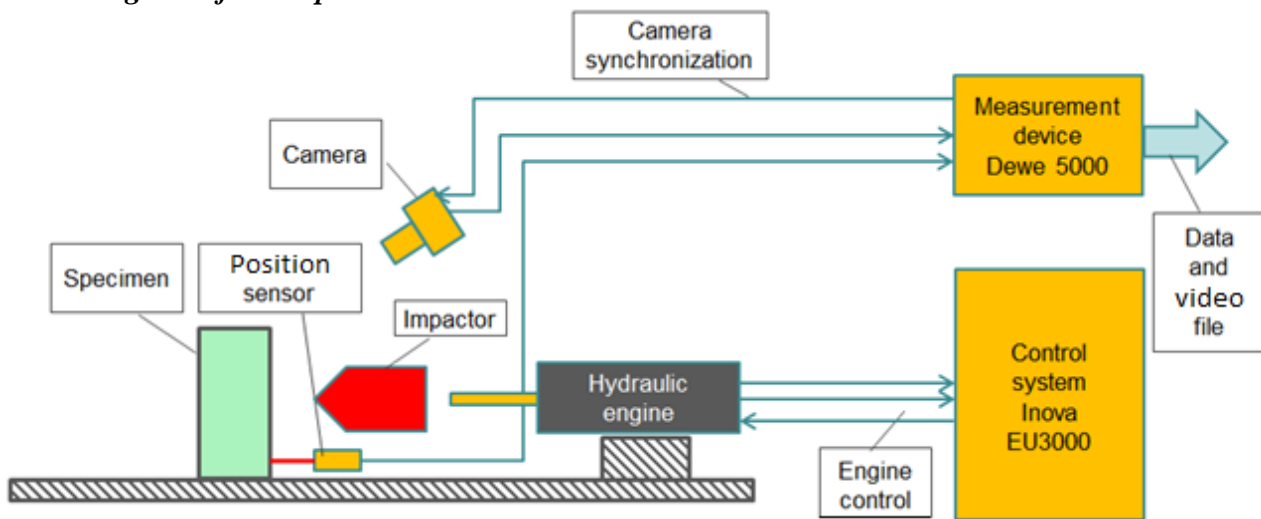 Camera
synchronization
Measurement
device
Dewe 5000
Camera
Data
and
video
file
Specimen
Position
sensor
Impactor
Hydraulic
engine
Control
system
Inova
EU3000
Engine
control